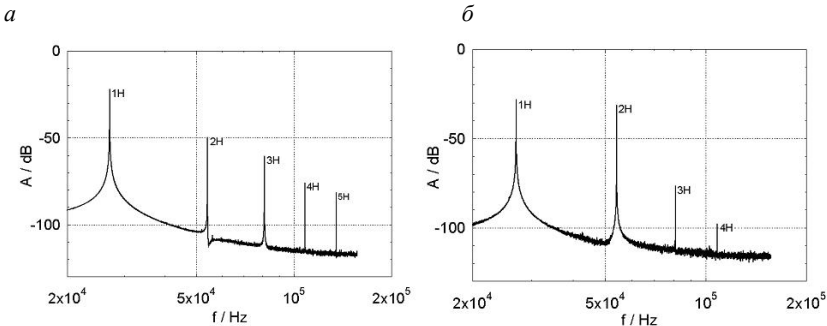 а
б
0
-50
-100
A / dB
1H
2H
3H
4H
5H
2x10⁴
5x10⁴
10⁵
2x10⁵
f / Hz
0
-50
-100
A / dB
1H
2H
3H
4H
2x10⁴
5x10⁴
10⁵
2x10⁵
f / Hz